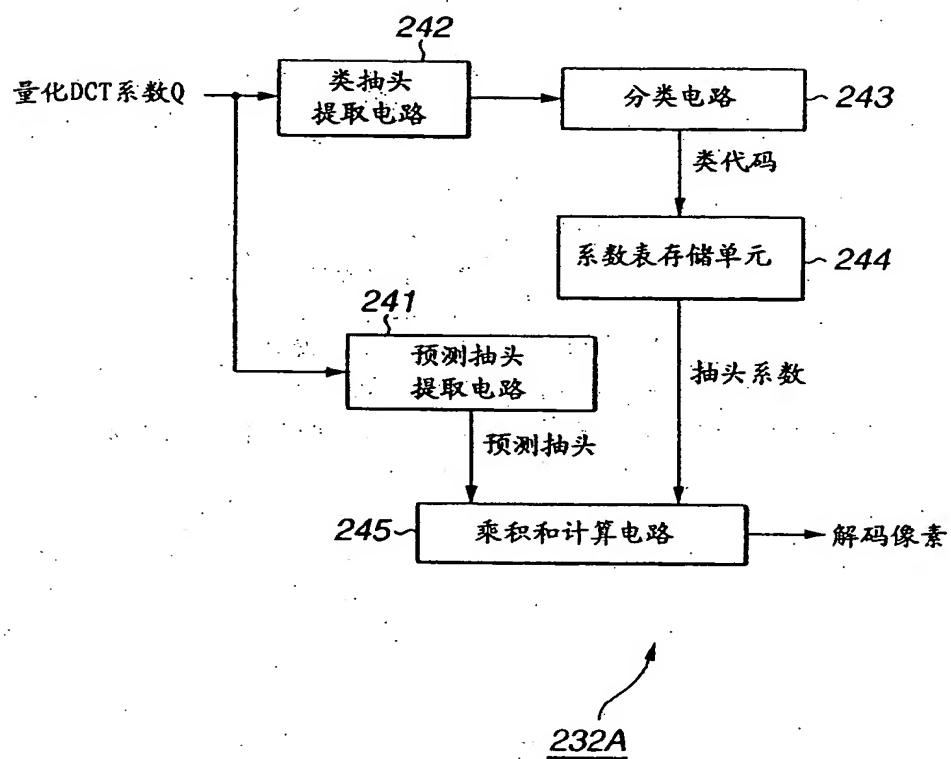 242
量化DCT系数Q
类抽头
提取电路
分类电路
243
类代码
系数表存储单元
244
241
预测抽头
提取电路
抽头系数
预测抽头
245
乘积和计算电路
解码像素
232A